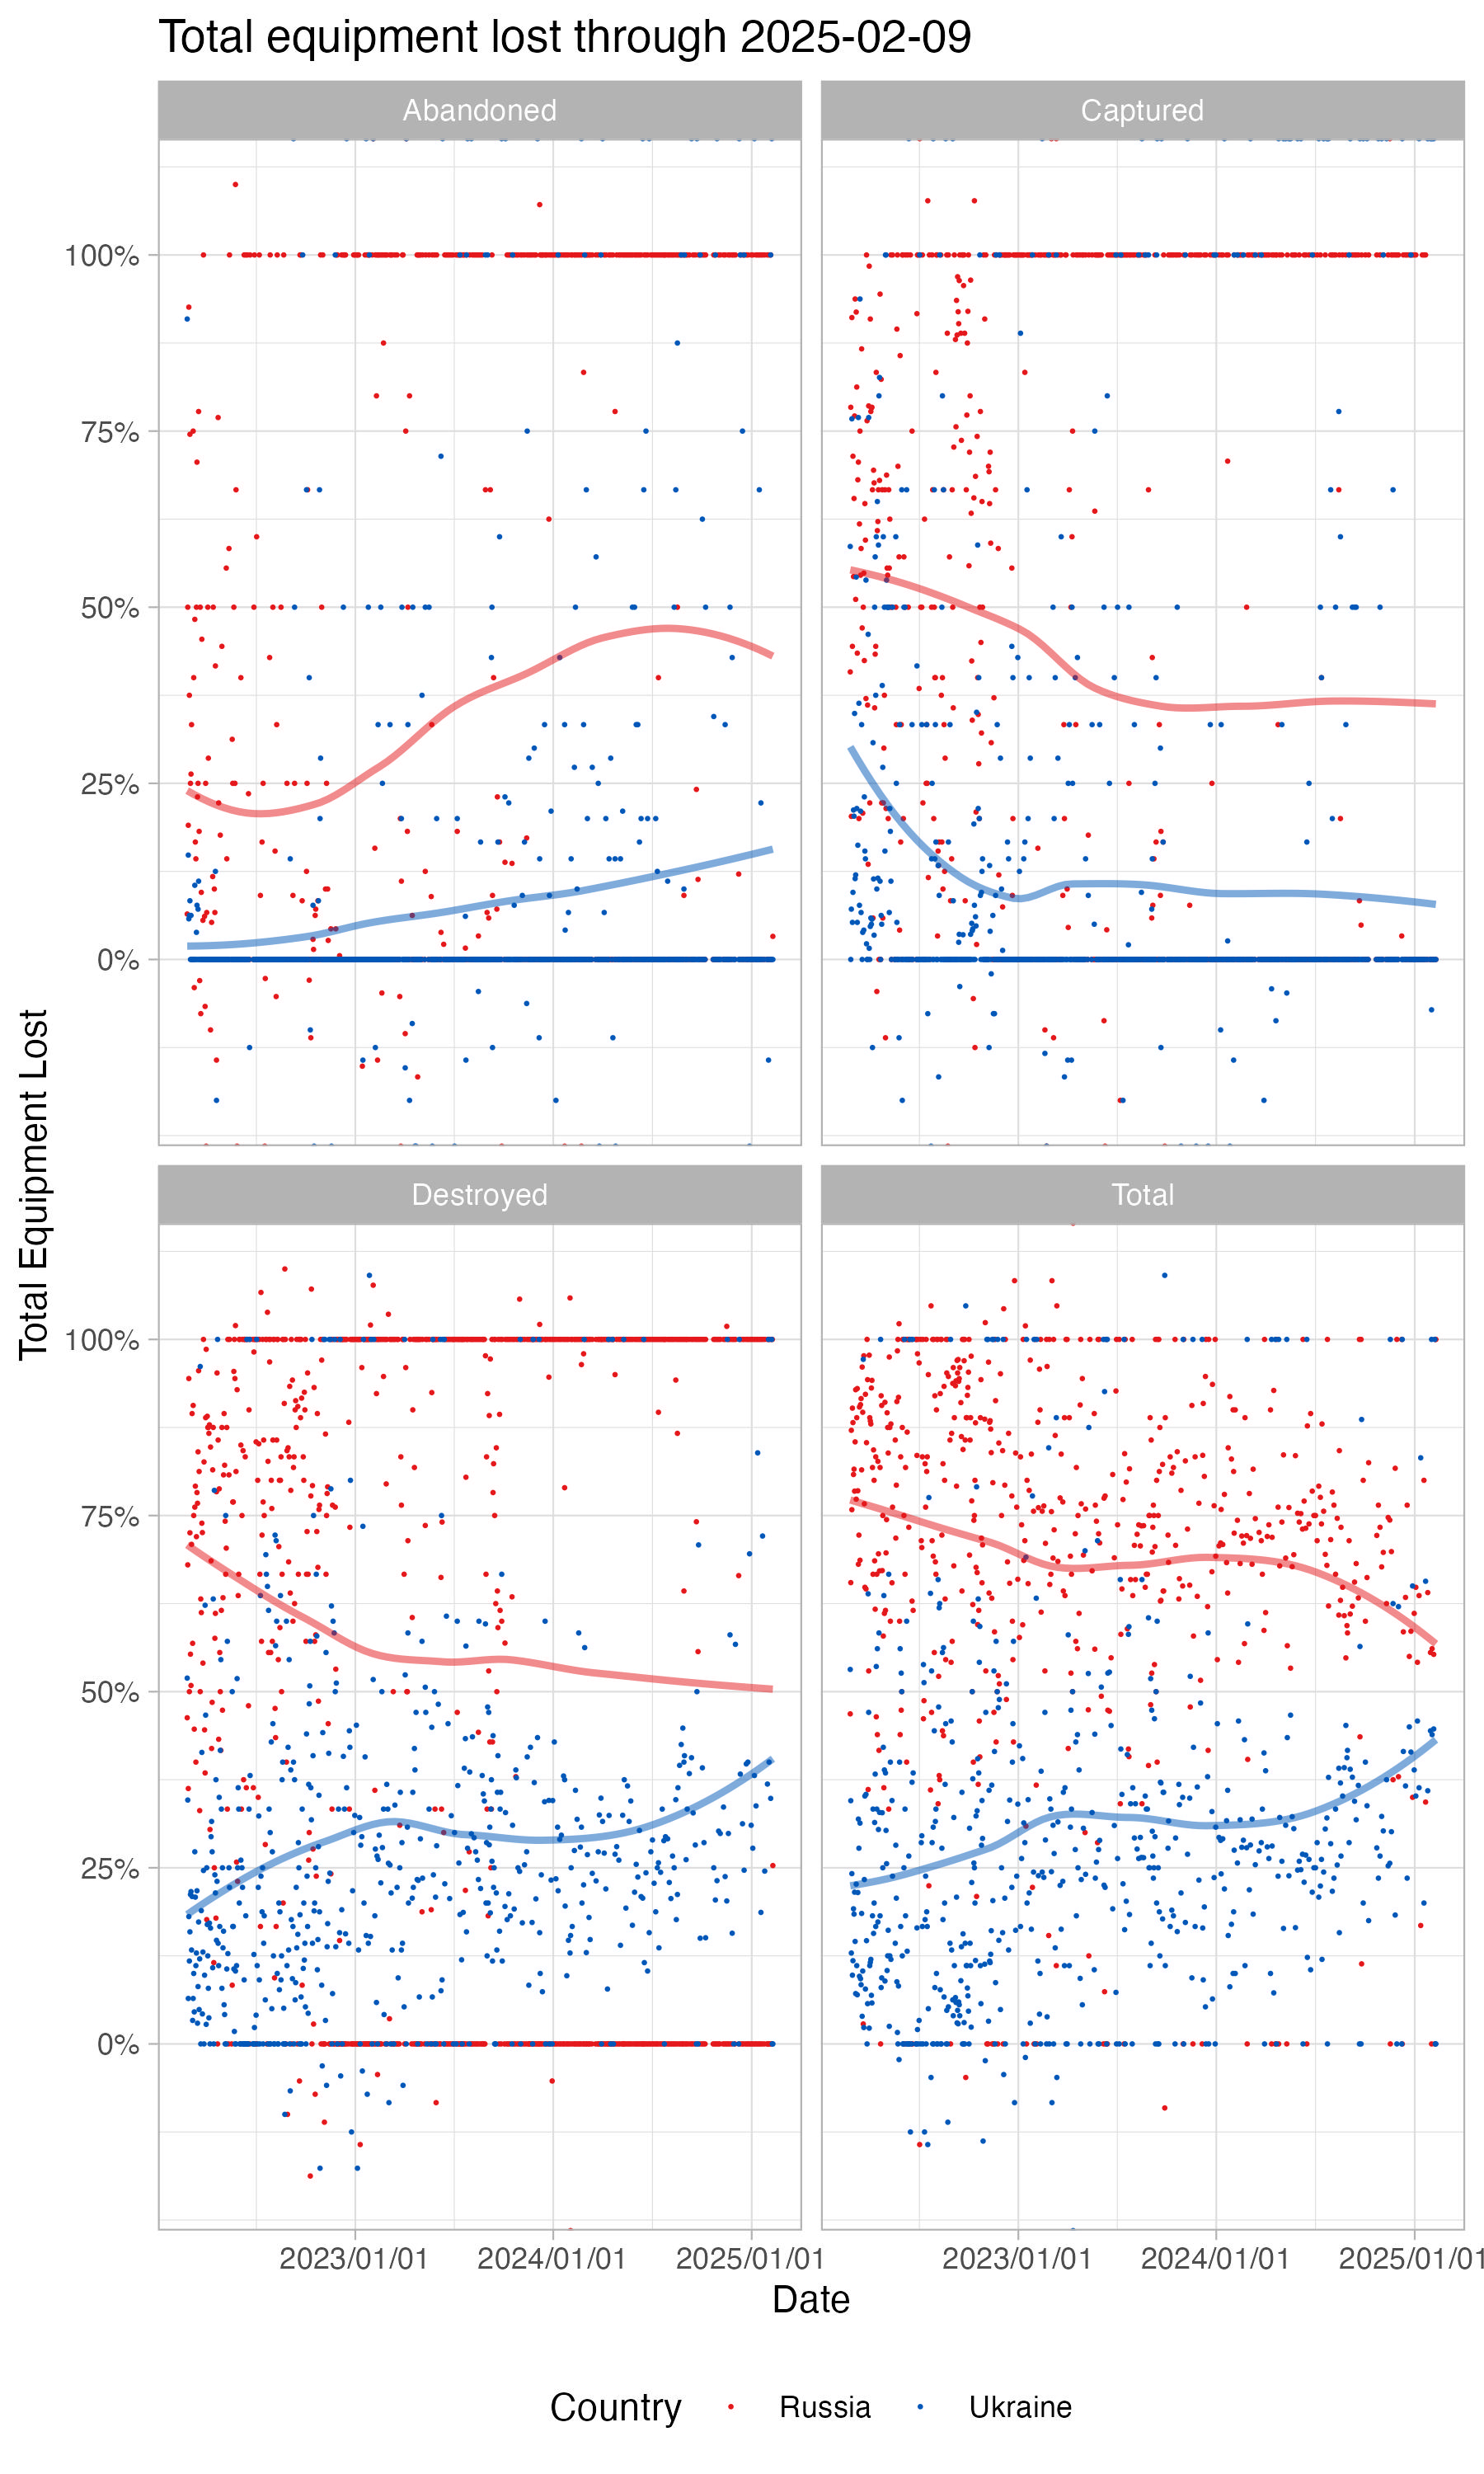 Total equipment lost through 2025-02-09
Abandoned
Captured
100%
75%
50%
25%
0%
Destroyed
Total
100%
75%
50%
25%
0%
Total Equipment Lost
2023/01/01
2024/01/01
2025/01/01
2023/01/01
2024/01/01
2025/01/01
Date
Country
Russia
Ukraine